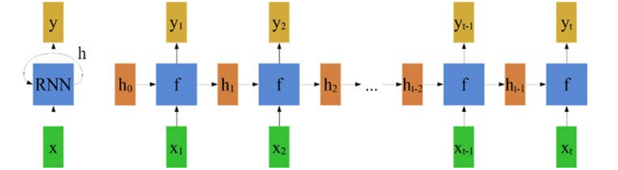 y y₁ y₂ yₜ₋₁ yₜ
h
RNN h₀ f h₁ f h₂ ... hₜ₋₂ f hₜ₋₁ f
x x₁ x₂ xₜ₋₁ xₜ